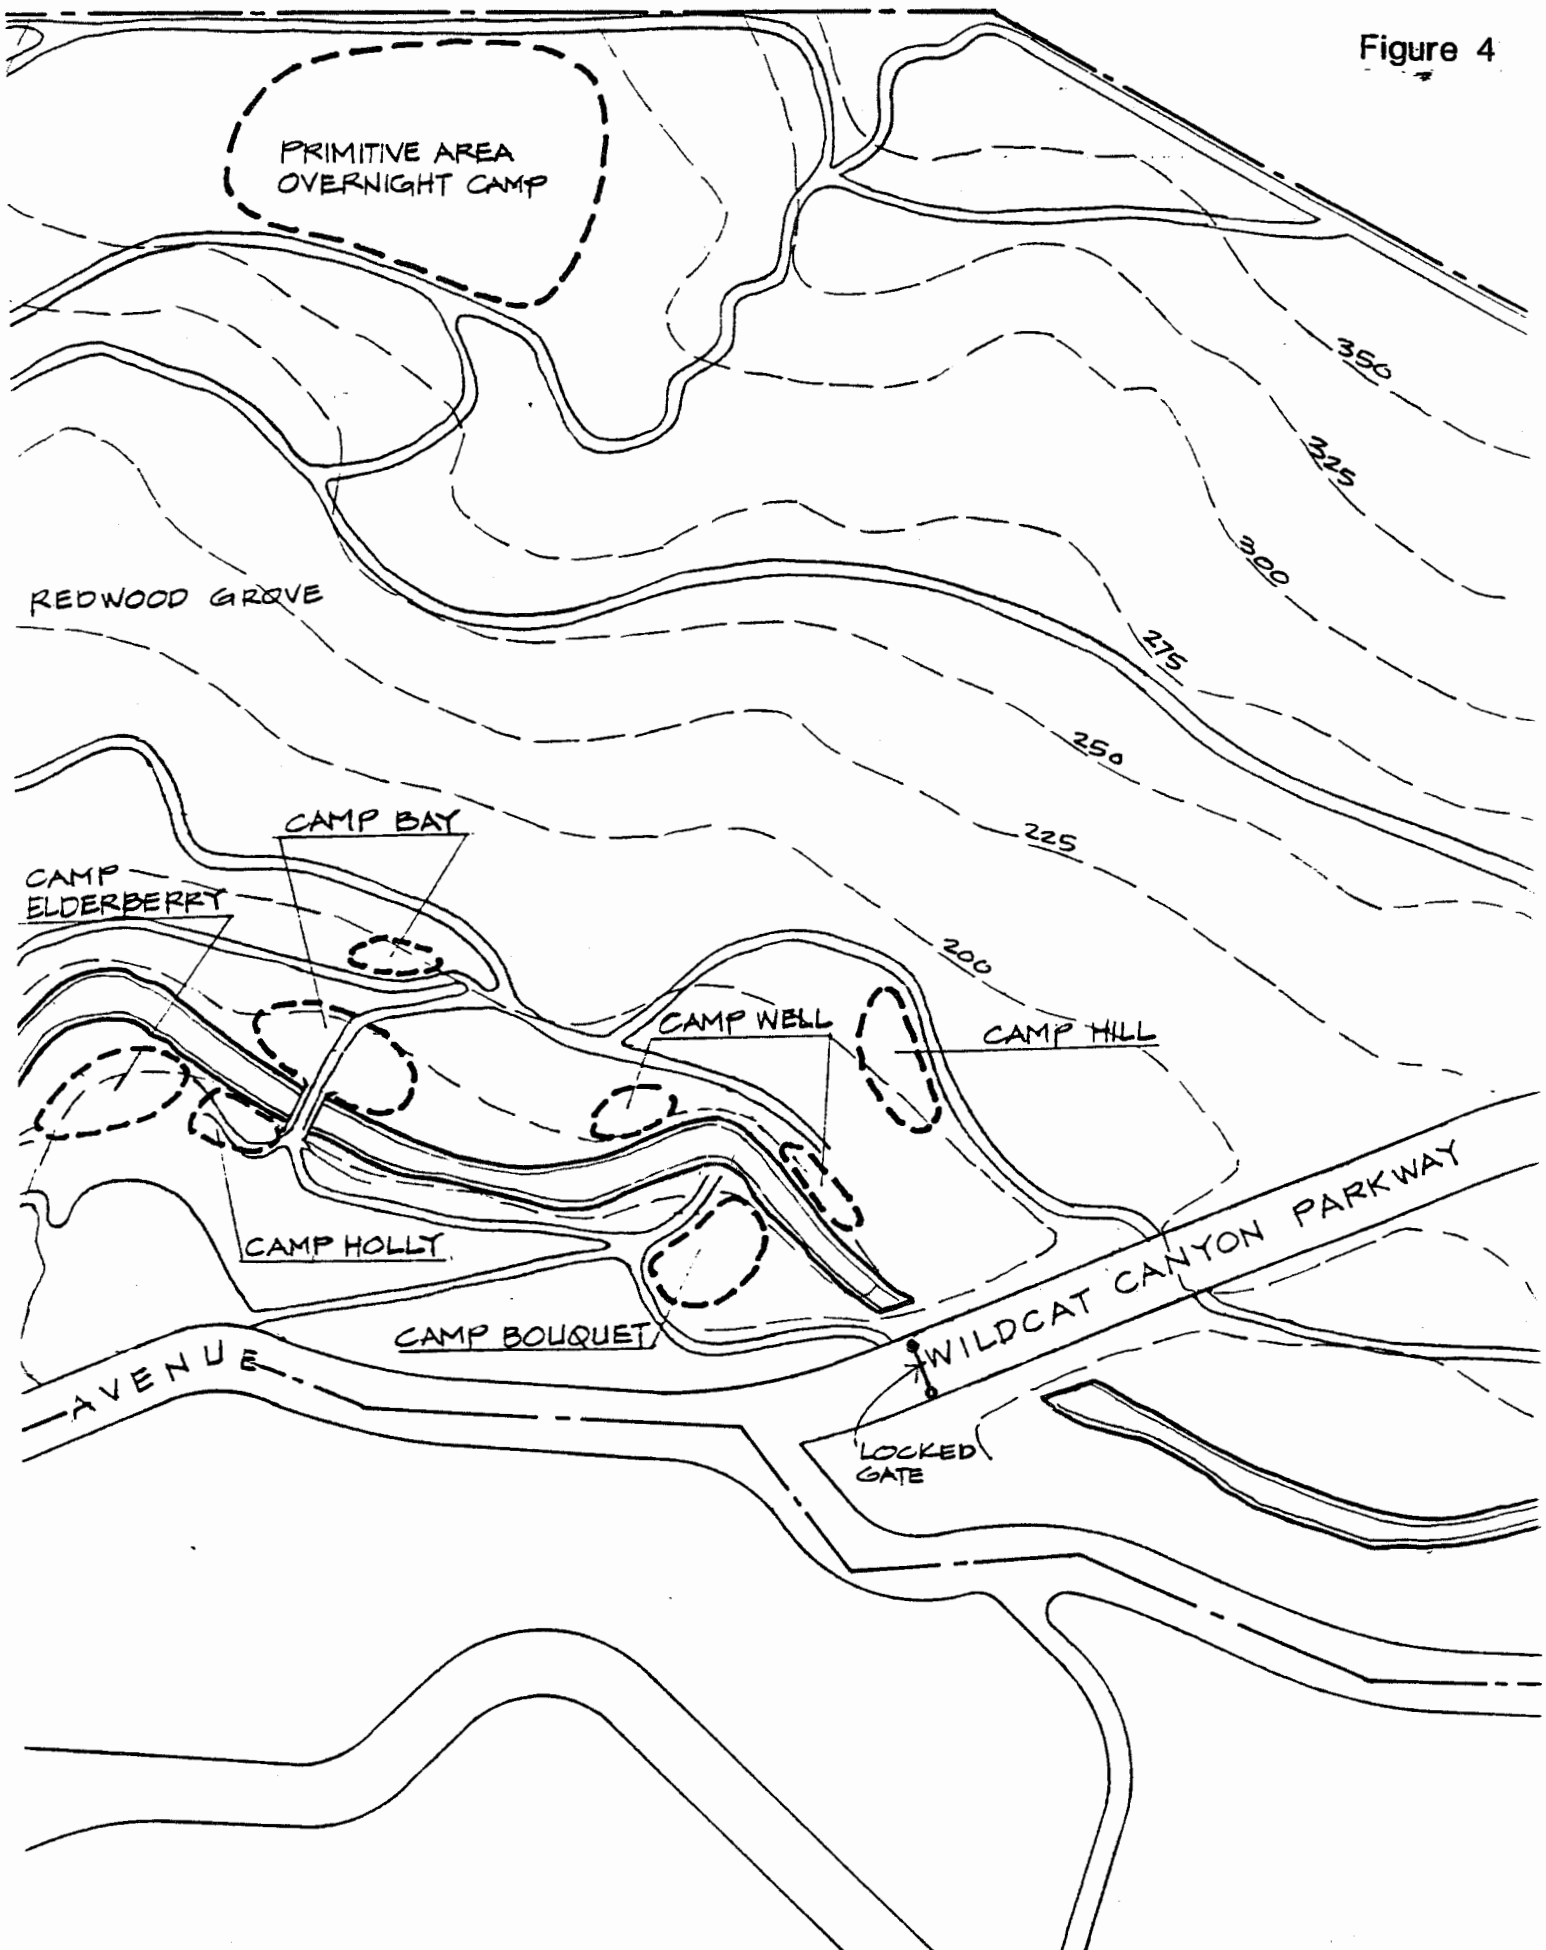 Figure 4
PRIMITIVE AREA
OVERNIGHT CAMP
350
325
300
REDWOOD GROVE
275
250
CAMP BAY
225
CAMP
ELDERBERRY
200
CAMP WELL
CAMP HILL
CAMP HOLLY
WILDCAT CANYON PARKWAY
CAMP BOUQUET
AVENUE
LOCKED
GATE